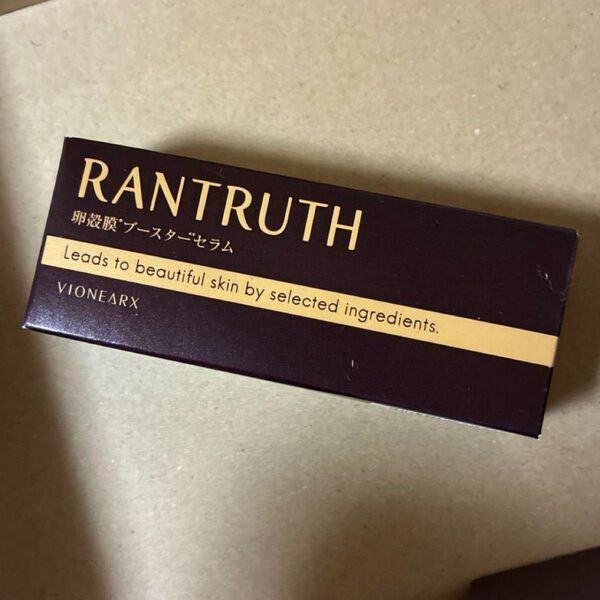 RANTRUTH
卵殻膜*ブースター**セラム
Leads to beautiful skin by selected ingredients.
VIONEARX